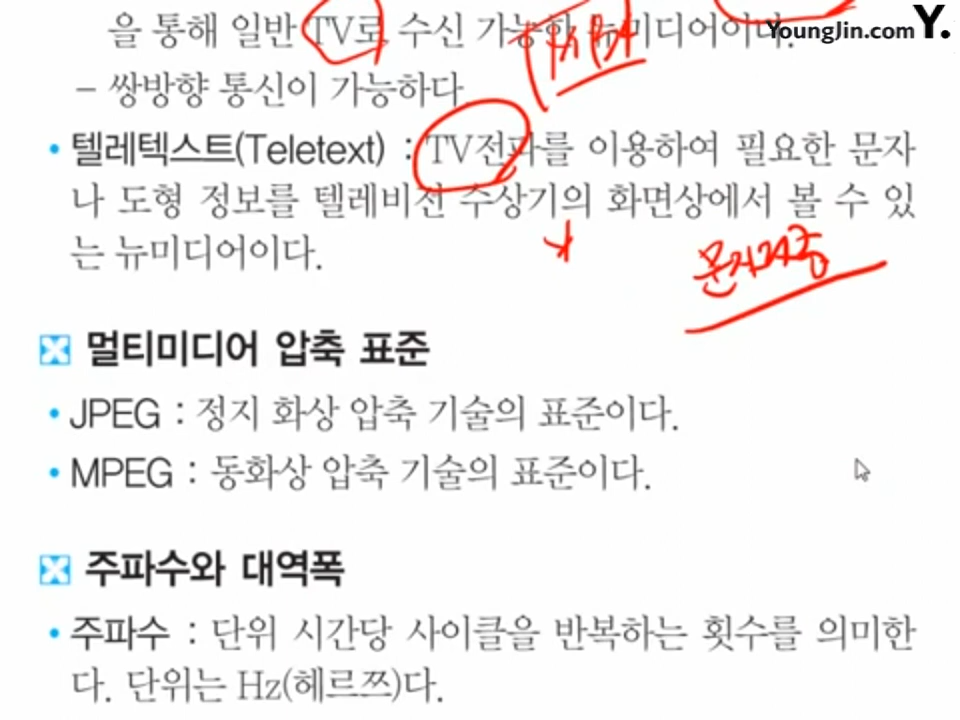 을 통해 일반 TV로 수신 가능한 뉴미디어이다.
YoungJin.com Y.
– 쌍방향 통신이 가능하다.
• 텔레텍스트(Teletext) : TV전파를 이용하여 필요한 문자
나 도형 정보를 텔레비전 수상기의 화면상에서 볼 수 있
는 뉴미디어이다.
문자다중
멀티미디어 압축 표준
• JPEG : 정지 화상 압축 기술의 표준이다.
• MPEG : 동화상 압축 기술의 표준이다.
주파수와 대역폭
• 주파수 : 단위 시간당 사이클을 반복하는 횟수를 의미한
다. 단위는 Hz(헤르쯔)다.